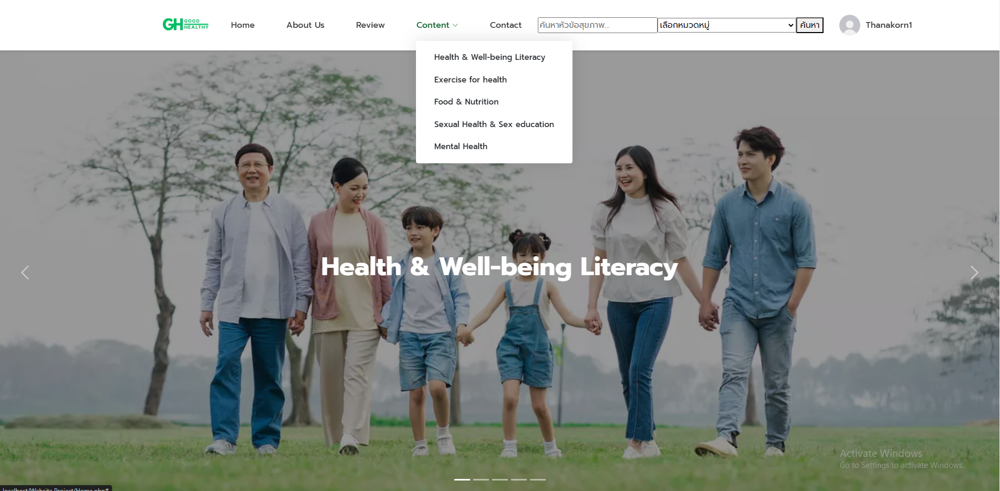 GH GOOD HEALTHY
Home About Us Review Content Contact ค้นหาหัวข้อสุขภาพ... เลือกหมวดหมู่ ค้นหา Thanakorn1
Health & Well-being Literacy
Exercise for health
Food & Nutrition
Sexual Health & Sex education
Mental Health
Health & Well-being Literacy
Activate Windows
Go to Settings to activate Windows.
localhost/Website Project/Home.php#